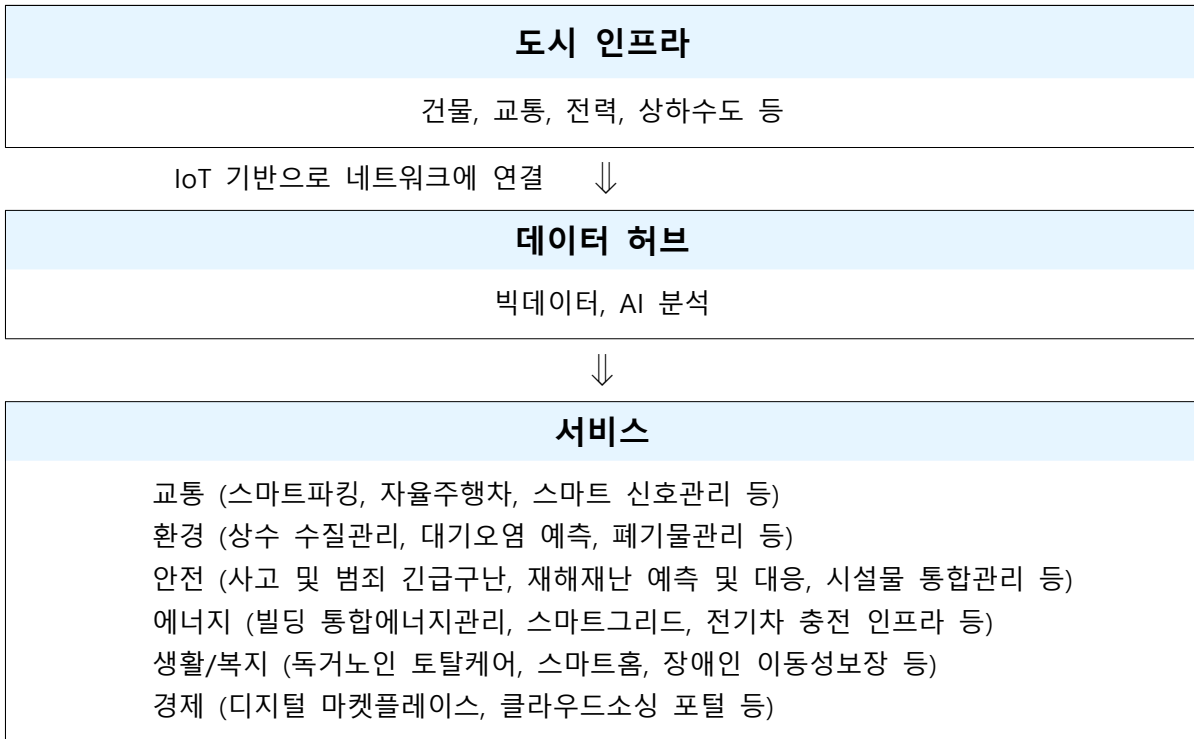 도시 인프라
건물, 교통, 전력, 상하수도 등
IoT 기반으로 네트워크에 연결 ⇓
데이터 허브
빅데이터, AI 분석
⇓
서비스
교통 (스마트파킹, 자율주행차, 스마트 신호관리 등)
환경 (상수 수질관리, 대기오염 예측, 폐기물관리 등)
안전 (사고 및 범죄 긴급구난, 재해재난 예측 및 대응, 시설물 통합관리 등)
에너지 (빌딩 통합에너지관리, 스마트그리드, 전기차 충전 인프라 등)
생활/복지 (독거노인 토탈케어, 스마트홈, 장애인 이동성보장 등)
경제 (디지털 마켓플레이스, 클라우드소싱 포털 등)